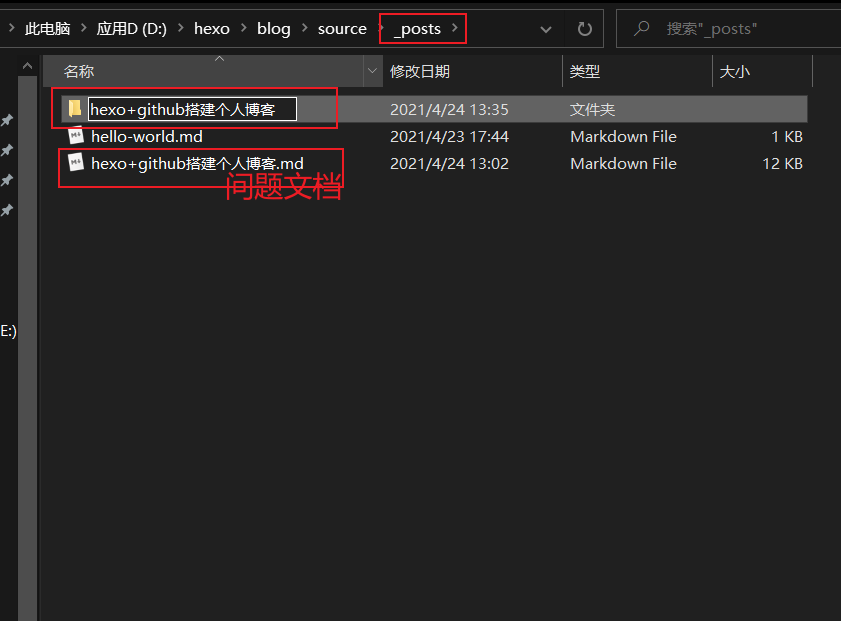 此电脑 应用D (D:) hexo blog source _posts 搜索"_posts"
名称 修改日期 类型 大小
hexo+github搭建个人博客 2021/4/24 13:35 文件夹
hello-world.md 2021/4/23 17:44 Markdown File 1 KB
hexo+github搭建个人博客.md 2021/4/24 13:02 Markdown File 12 KB
问题文档
E:)